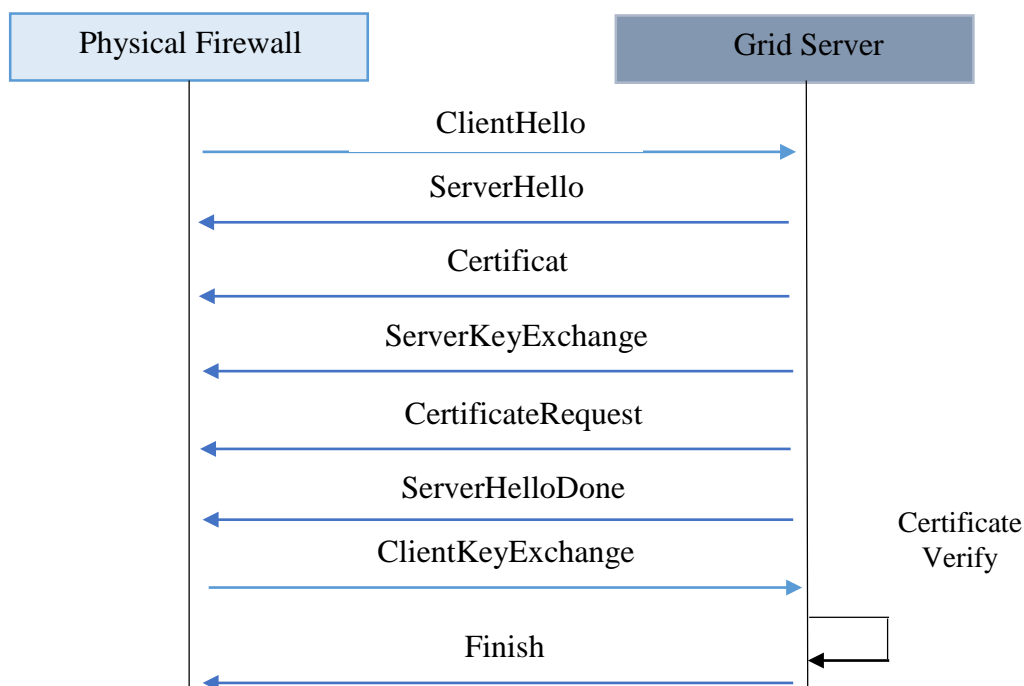 Physical Firewall
Grid Server
ClientHello
ServerHello
Certificat
ServerKeyExchange
CertificateRequest
ServerHelloDone
ClientKeyExchange
Certificate
Verify
Finish